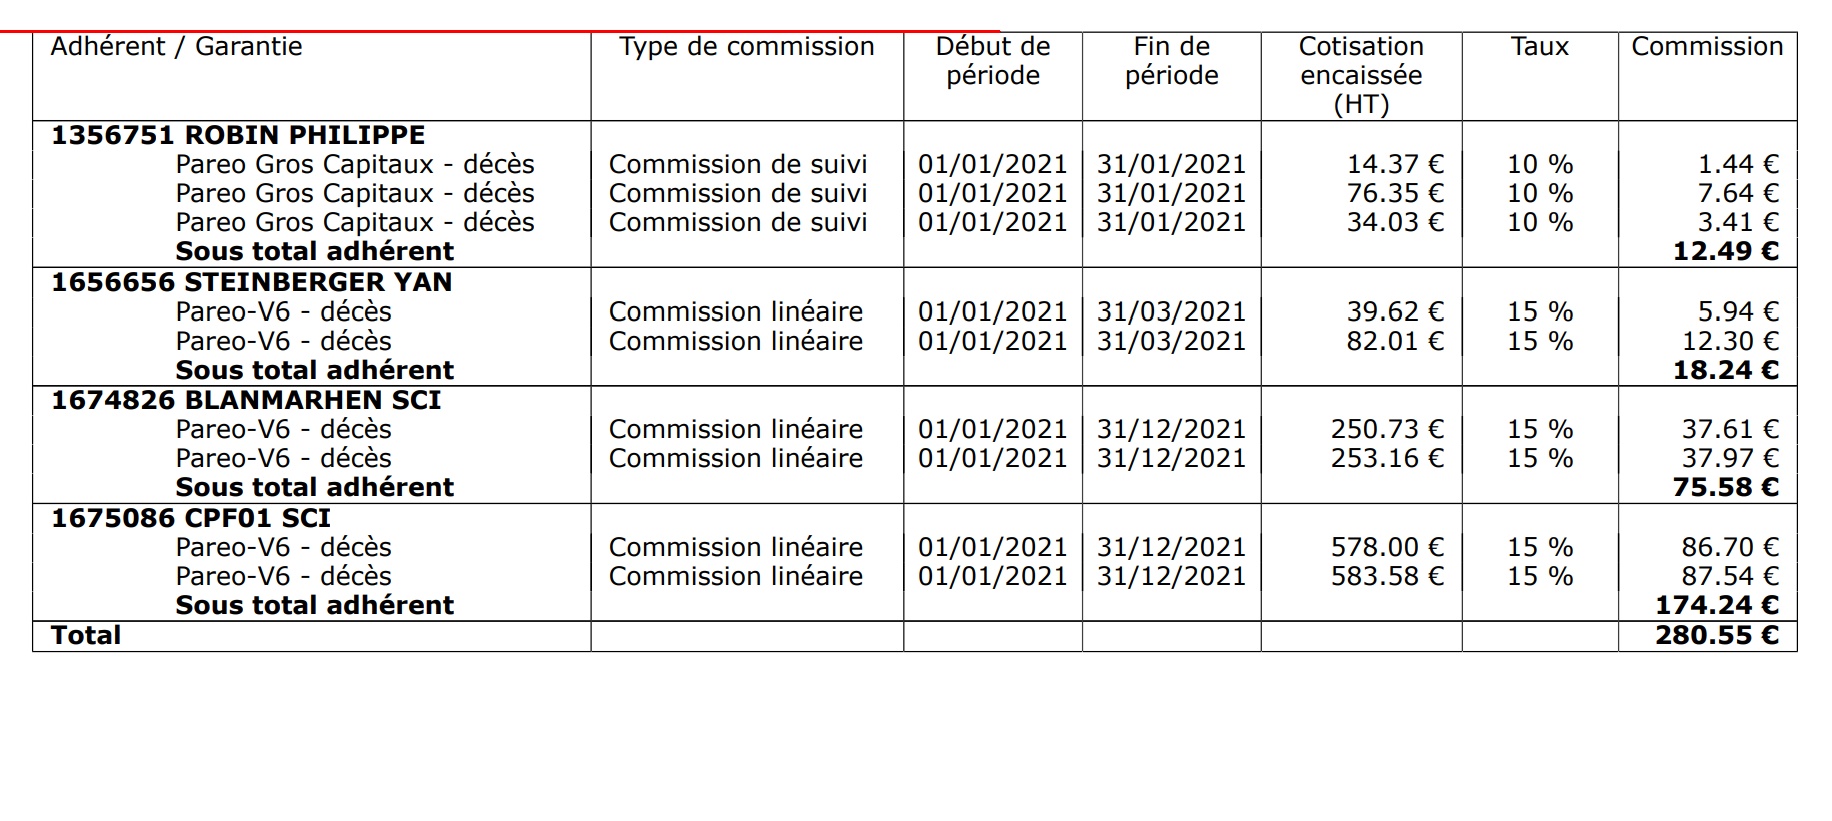 Adhérent / Garantie Type de commission Début de période Fin de période Cotisation encaissée (HT) Taux Commission
1356751 ROBIN PHILIPPE
Pareo Gros Capitaux - décès Commission de suivi 01/01/2021 31/01/2021 14.37 € 10 % 1.44 €
Pareo Gros Capitaux - décès Commission de suivi 01/01/2021 31/01/2021 76.35 € 10 % 7.64 €
Pareo Gros Capitaux - décès Commission de suivi 01/01/2021 31/01/2021 34.03 € 10 % 3.41 €
Sous total adhérent 12.49 €
1656656 STEINBERGER YAN
Pareo-V6 - décès Commission linéaire 01/01/2021 31/03/2021 39.62 € 15 % 5.94 €
Pareo-V6 - décès Commission linéaire 01/01/2021 31/03/2021 82.01 € 15 % 12.30 €
Sous total adhérent 18.24 €
1674826 BLANMARHEN SCI
Pareo-V6 - décès Commission linéaire 01/01/2021 31/12/2021 250.73 € 15 % 37.61 €
Pareo-V6 - décès Commission linéaire 01/01/2021 31/12/2021 253.16 € 15 % 37.97 €
Sous total adhérent 75.58 €
1675086 CPF01 SCI
Pareo-V6 - décès Commission linéaire 01/01/2021 31/12/2021 578.00 € 15 % 86.70 €
Pareo-V6 - décès Commission linéaire 01/01/2021 31/12/2021 583.58 € 15 % 87.54 €
Sous total adhérent 174.24 €
Total 280.55 €